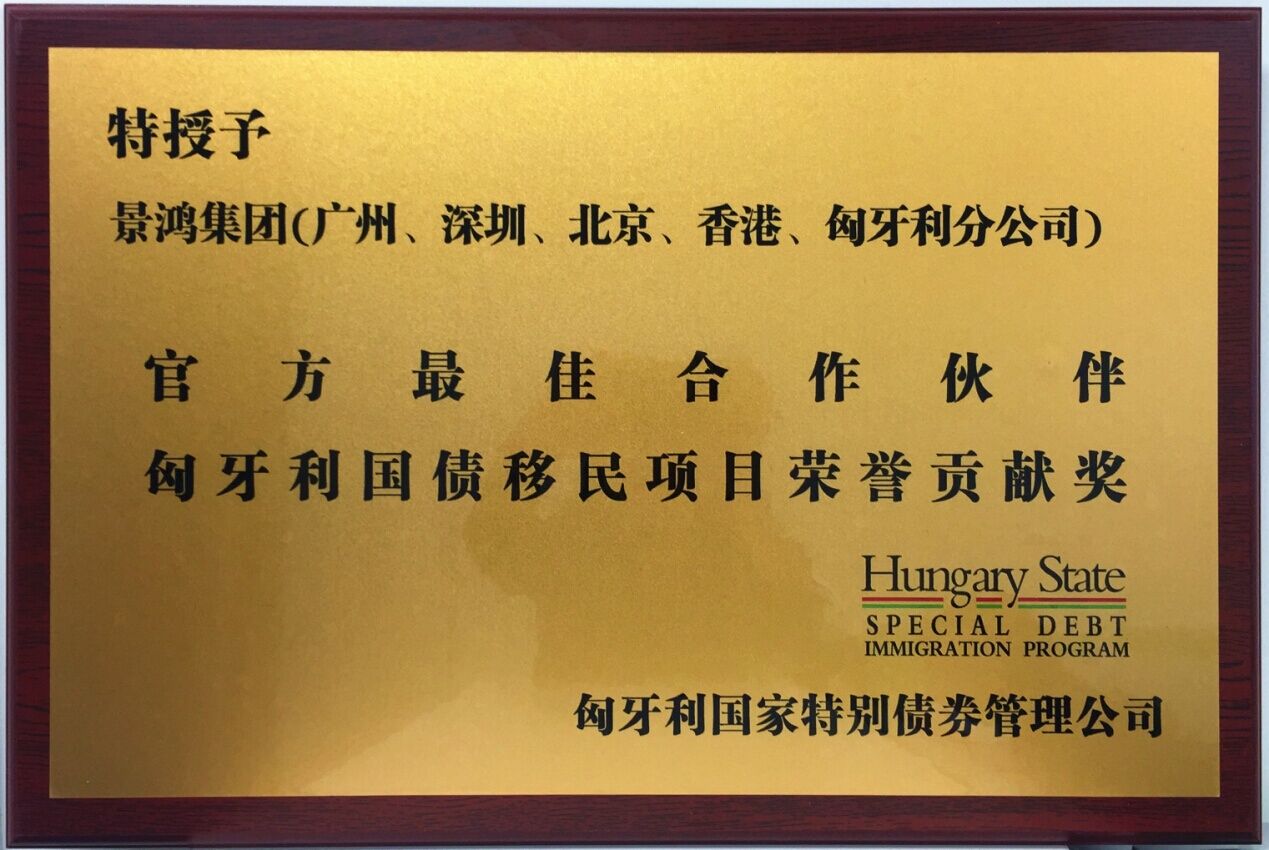 特授予
景鸿集团(广州、深圳、北京、香港、匈牙利分公司)
官方最佳合作伙伴
匈牙利国债移民项目荣誉贡献奖
Hungary State
SPECIAL DEBT
IMMIGRATION PROGRAM
匈牙利国家特别债券管理公司